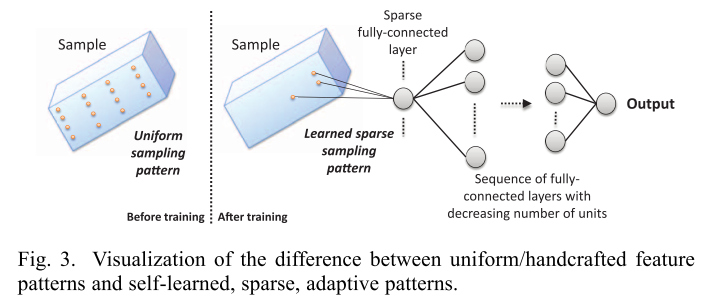 Sample
Uniform
sampling
pattern
Before training
Sample
Learned sparse
sampling
pattern
After training
Sparse
fully-connected
layer
Output
Sequence of fully-
connected layers with
decreasing number of units
Fig. 3. Visualization of the difference between uniform/handcrafted feature
patterns and self-learned, sparse, adaptive patterns.